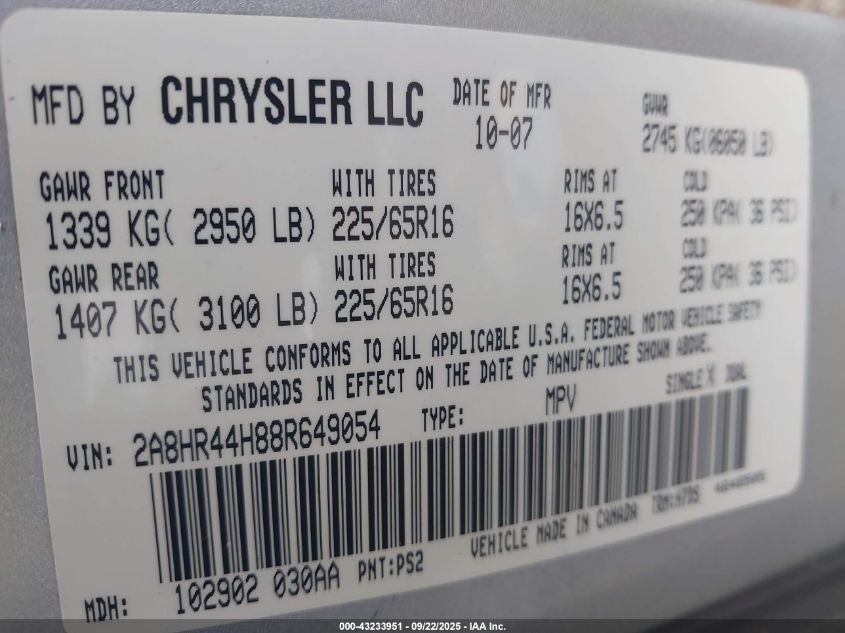 MFD BY CHRYSLER LLC DATE OF MFR GVWR
10-07 2745 KG(06050 LB)
GAWR FRONT WITH TIRES RIMS AT COLD
1339 KG( 2950 LB) 225/65R16 16X6.5 250 KPA( 36 PSI)
GAWR REAR WITH TIRES RIMS AT COLD
1407 KG( 3100 LB) 225/65R16 16X6.5 250 KPA( 36 PSI)
THIS VEHICLE CONFORMS TO ALL APPLICABLE U.S.A. FEDERAL MOTOR VEHICLE SAFETY
STANDARDS IN EFFECT ON THE DATE OF MANUFACTURE SHOWN ABOVE.
VIN: 2A8HR44H88R649054 TYPE: MPV SINGLE X DUAL
MDH: 102902 030AA PNT:PS2 VEHICLE MADE IN CANADA
000-43233951 - 09/22/2025 - IAA Inc.